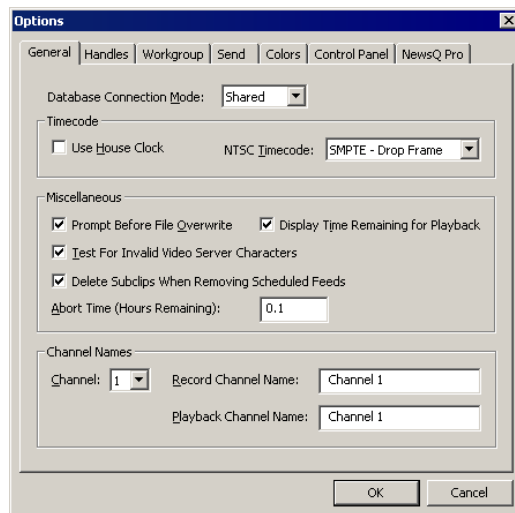 Options
General Handles Workgroup Send Colors Control Panel NewsQ Pro
Database Connection Mode: Shared
Timecode
Use House Clock NTSC Timecode: SMPTE - Drop Frame
Miscellaneous
Prompt Before File Overwrite Display Time Remaining for Playback
Test For Invalid Video Server Characters
Delete Subclips When Removing Scheduled Feeds
Abort Time (Hours Remaining): 0.1
Channel Names
Channel: 1 Record Channel Name: Channel 1
Playback Channel Name: Channel 1
OK Cancel